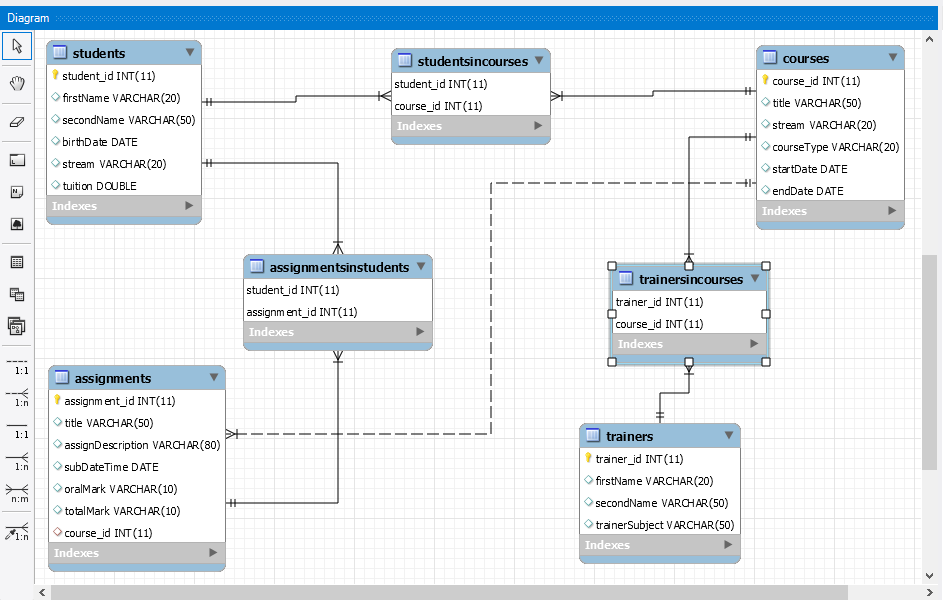 Diagram
students
student_id INT(11)
firstName VARCHAR(20)
secondName VARCHAR(50)
birthDate DATE
stream VARCHAR(20)
tuition DOUBLE
Indexes
studentsincourses
student_id INT(11)
course_id INT(11)
Indexes
courses
course_id INT(11)
title VARCHAR(50)
stream VARCHAR(20)
courseType VARCHAR(20)
startDate DATE
endDate DATE
Indexes
assignmentsinstudents
student_id INT(11)
assignment_id INT(11)
Indexes
trainersincourses
trainer_id INT(11)
course_id INT(11)
Indexes
assignments
assignment_id INT(11)
title VARCHAR(50)
assignDescription VARCHAR(80)
subDateTime DATE
oralMark VARCHAR(10)
totalMark VARCHAR(10)
course_id INT(11)
Indexes
trainers
trainer_id INT(11)
firstName VARCHAR(20)
secondName VARCHAR(50)
trainerSubject VARCHAR(50)
Indexes
1:1
1:n
1:1
1:n
n:m
1:n